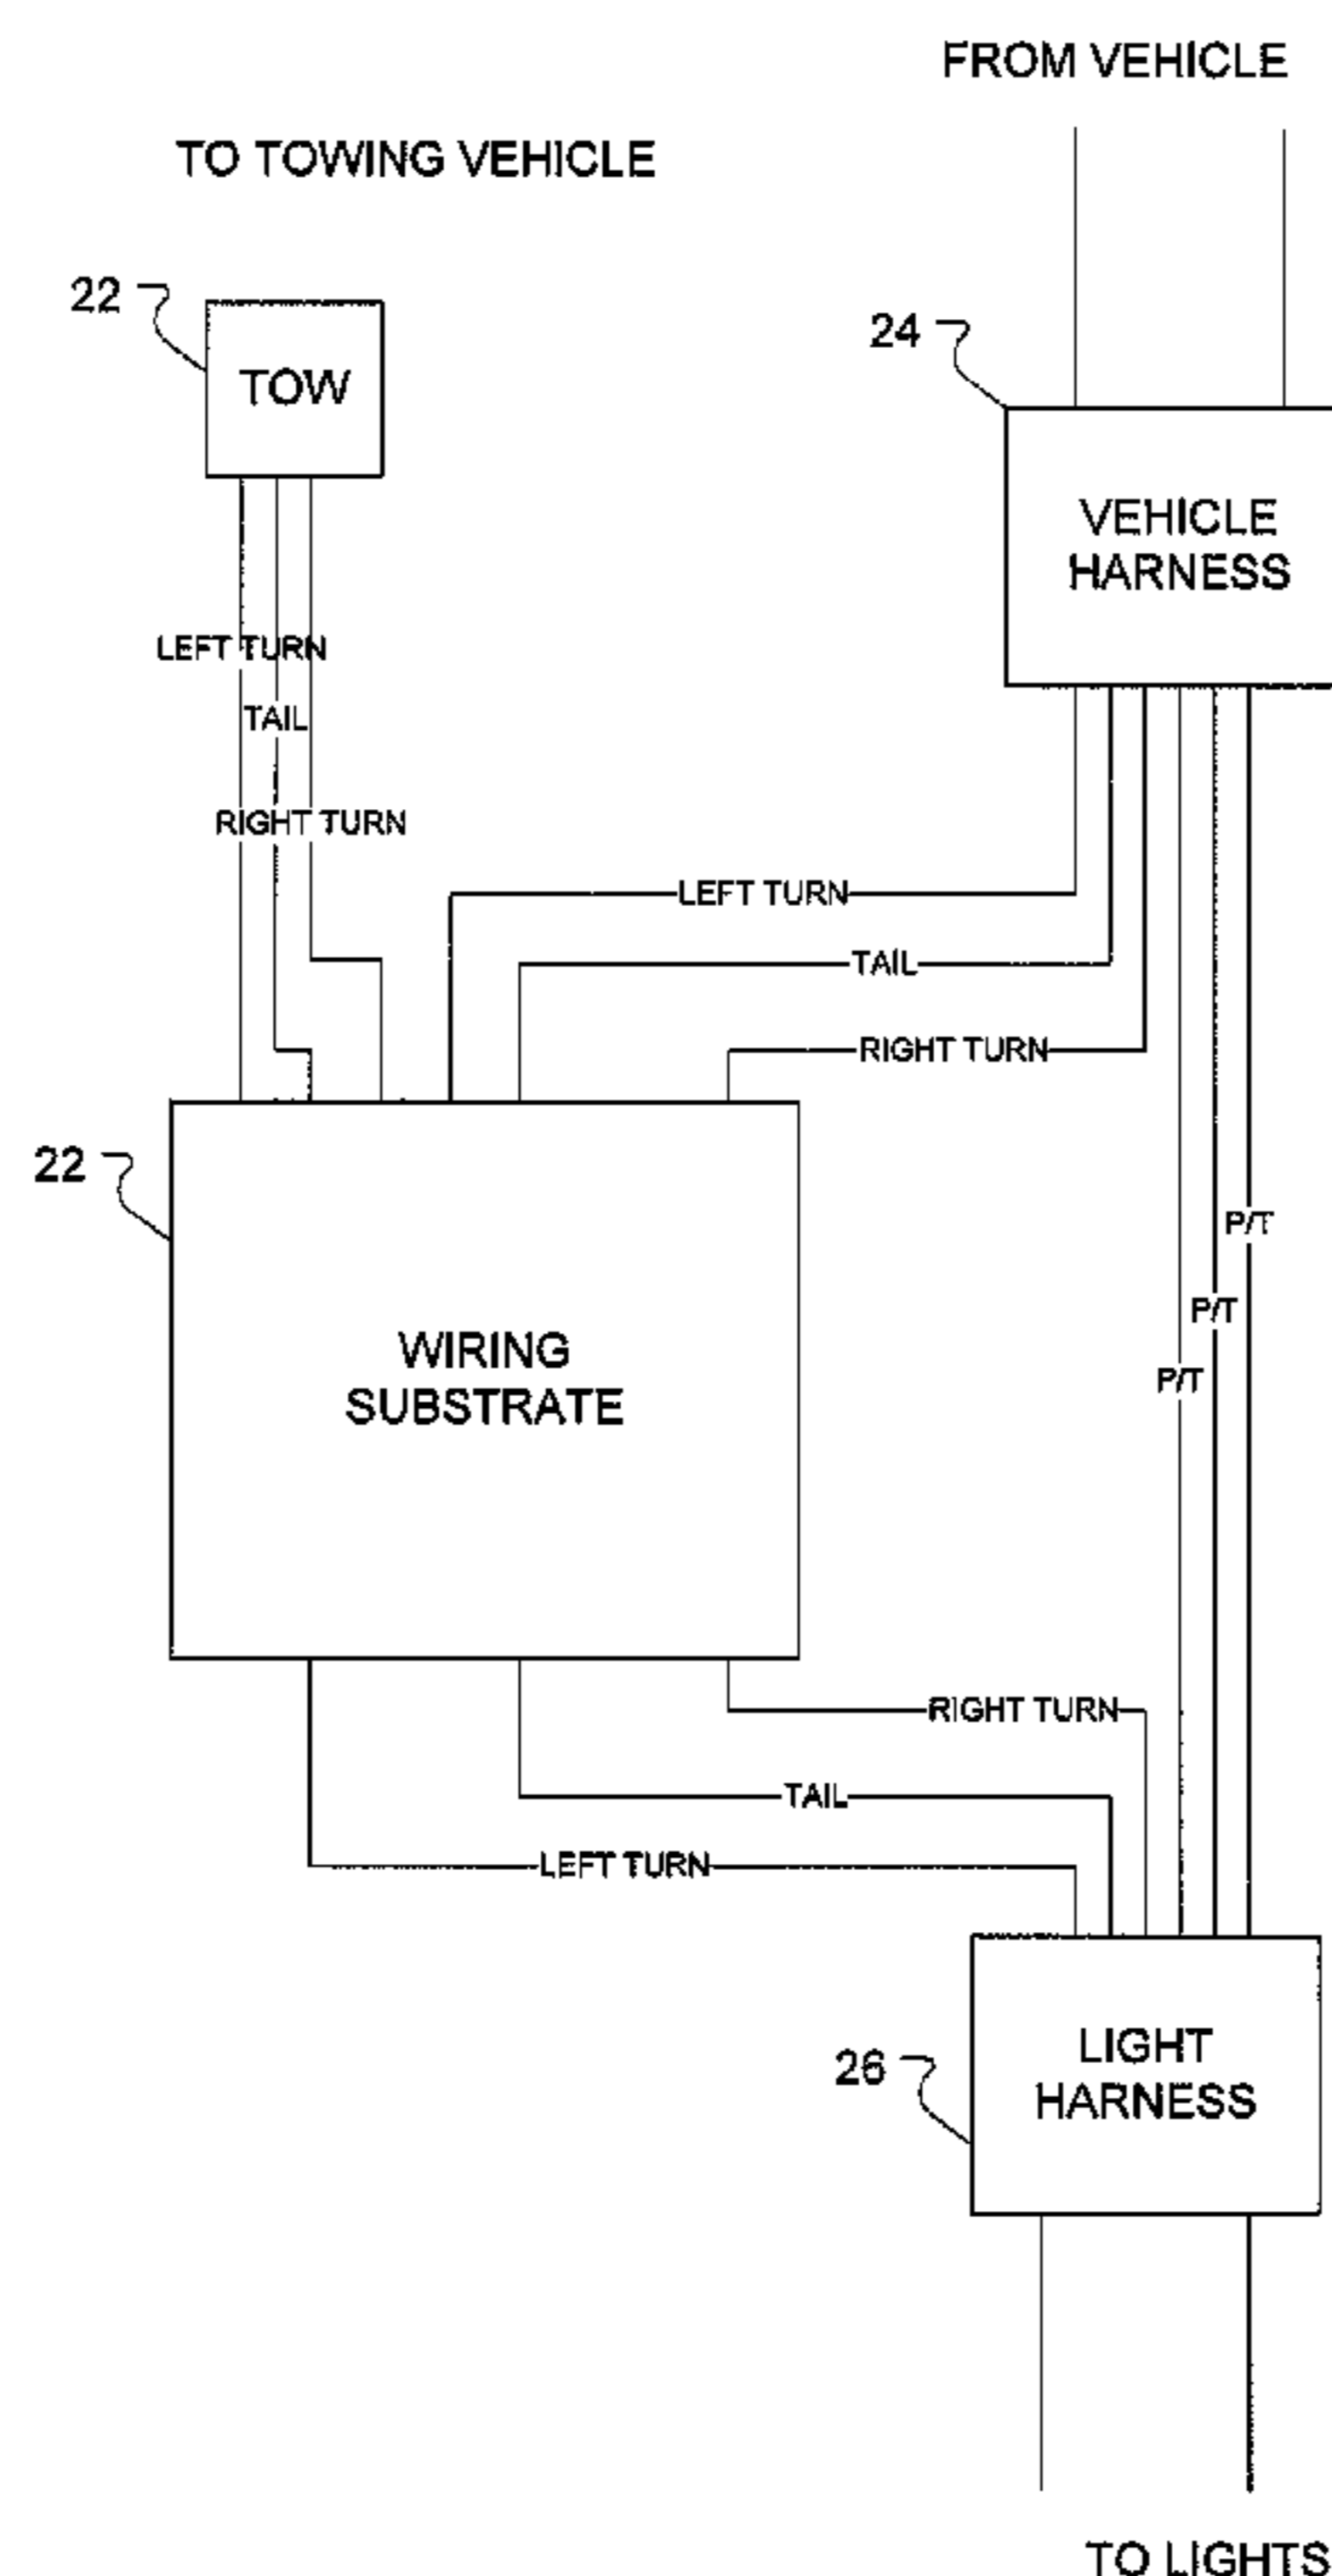 FROM VEHICLE
TO TOWING VEHICLE
22
TOW
24
VEHICLE
HARNESS
LEFT TURN
TAIL
RIGHT TURN
LEFT TURN
TAIL
RIGHT TURN
22
P/T
P/T
P/T
WIRING
SUBSTRATE
RIGHT TURN
TAIL
LEFT TURN
LIGHT
HARNESS
26
TO LIGHTS